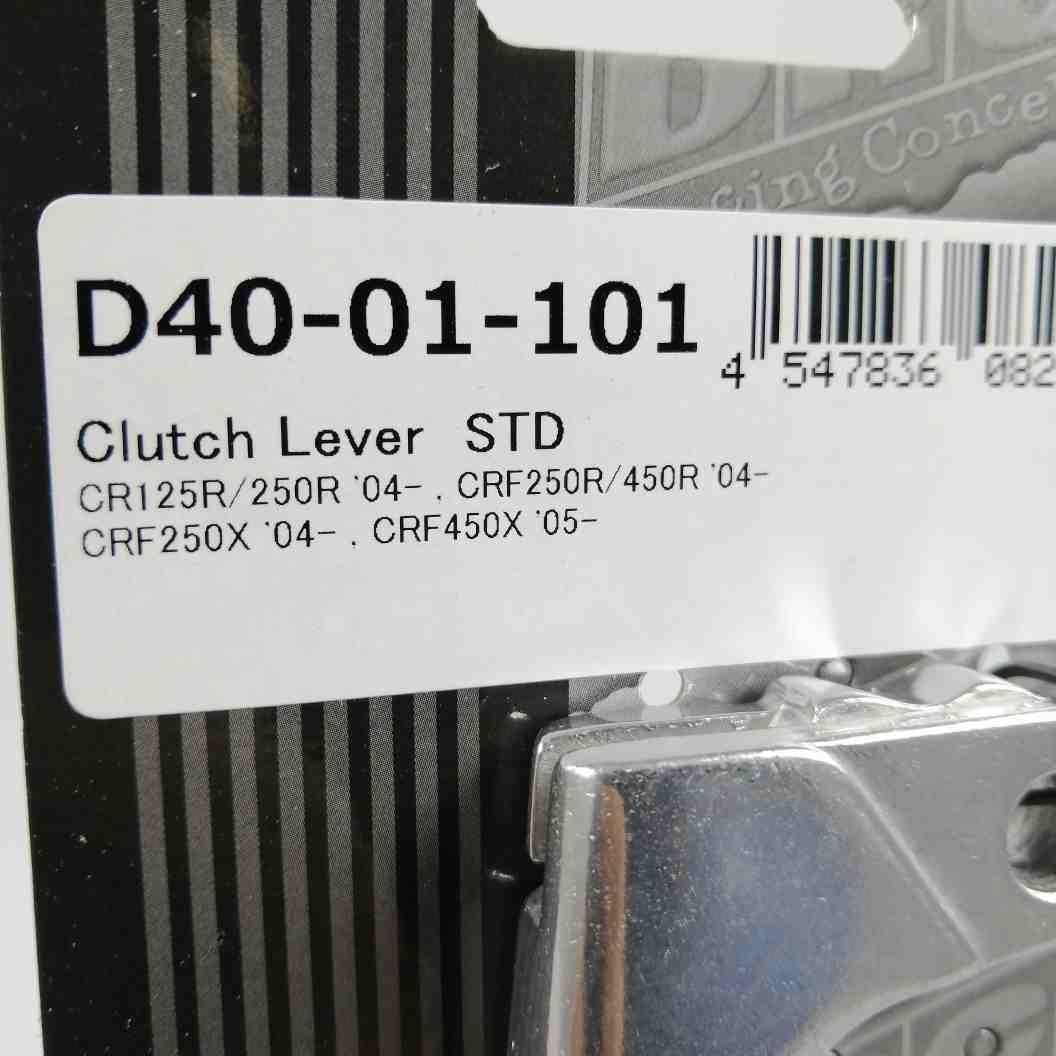 Conce
D40-01-101
4 547836 082
Clutch Lever STD
CR125R/250R '04- , CRF250R/450R '04-
CRF250X '04- , CRF450X '05-